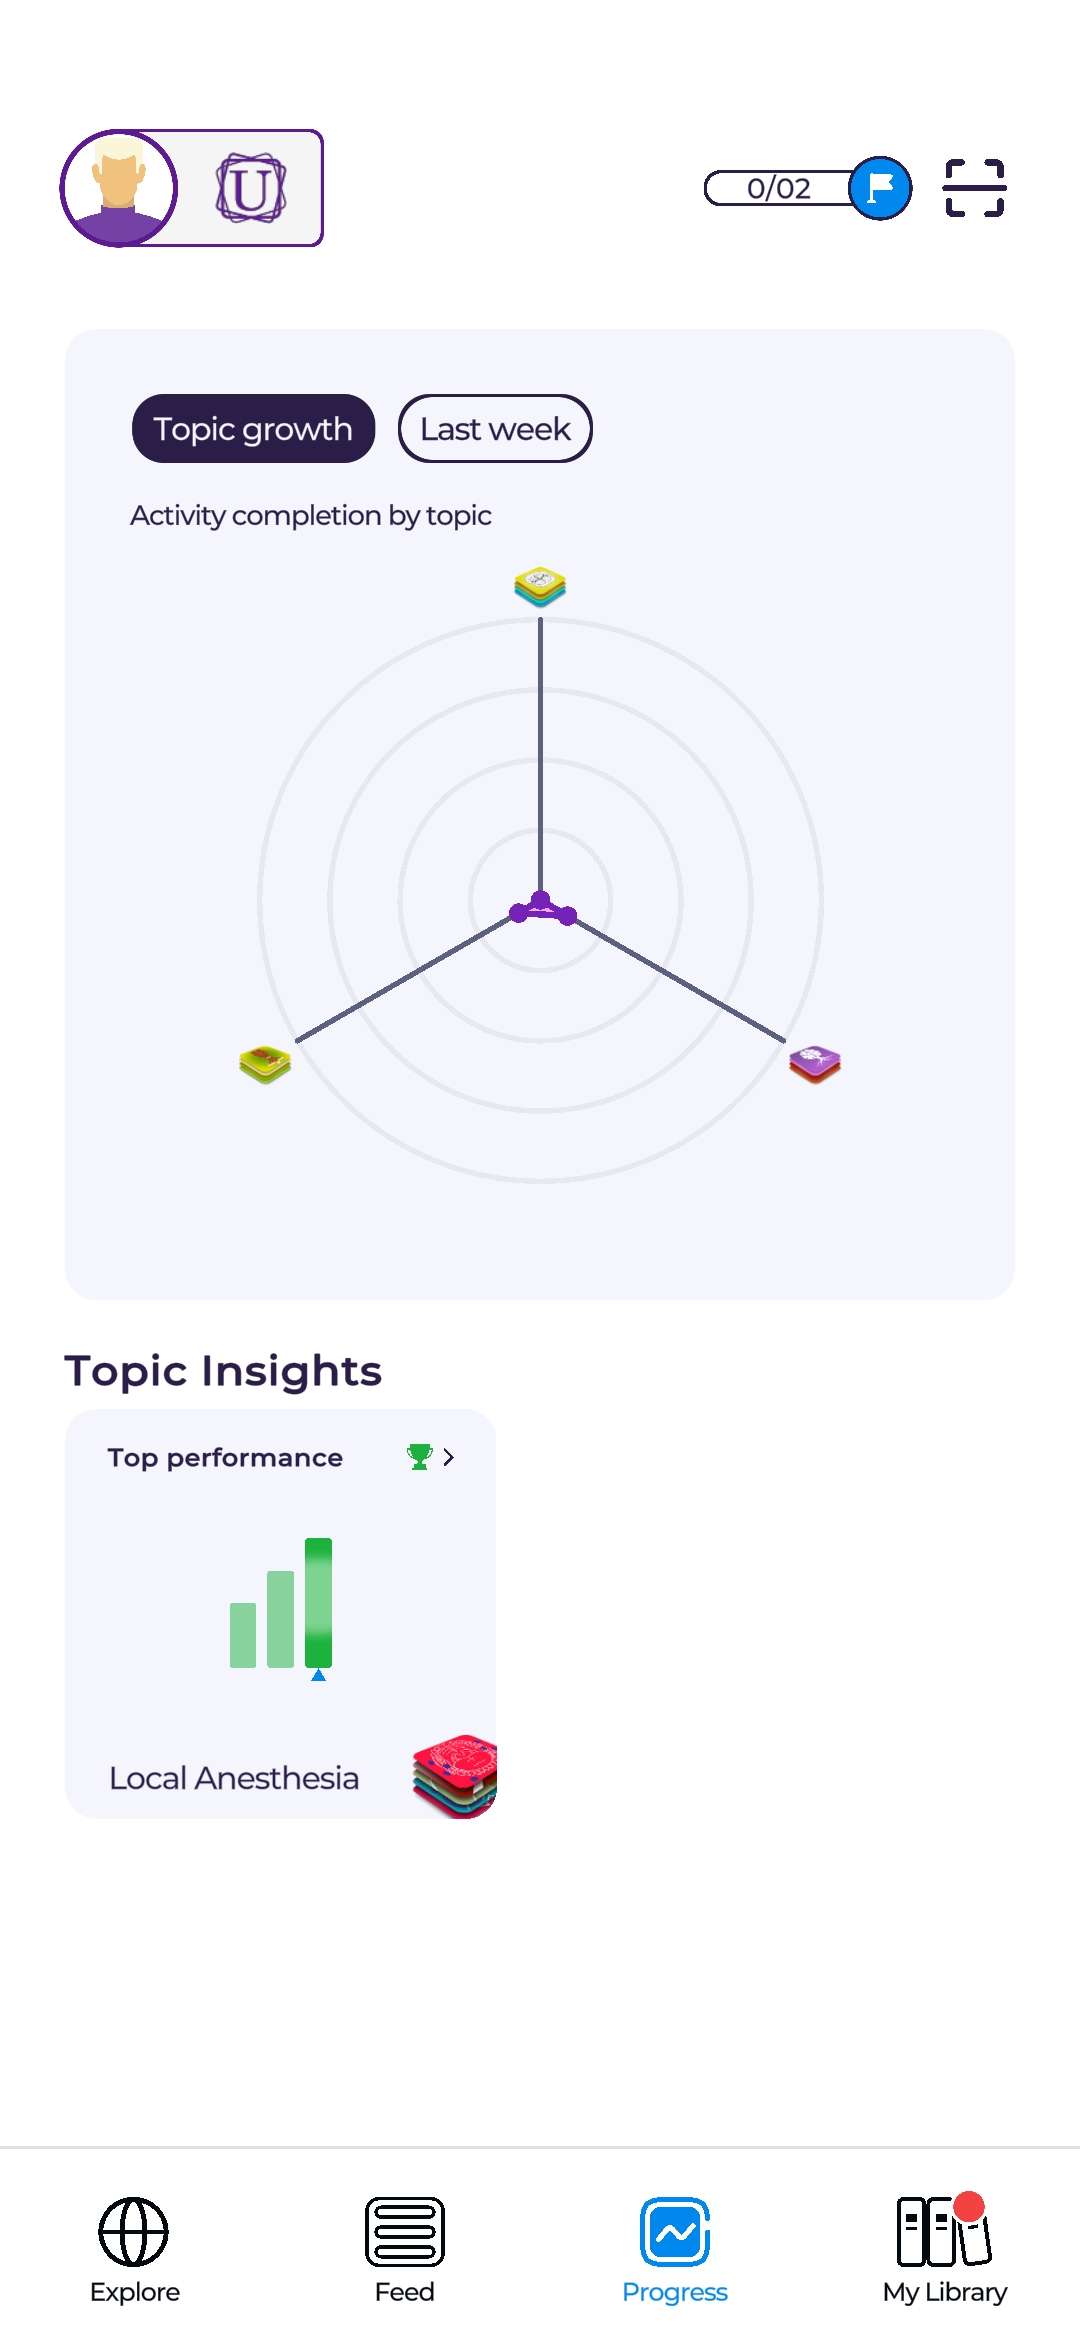 U
0/02
Topic growth
Last week
Activity completion by topic
Topic Insights
Top performance
Local Anesthesia
Explore
Feed
Progress
My Library